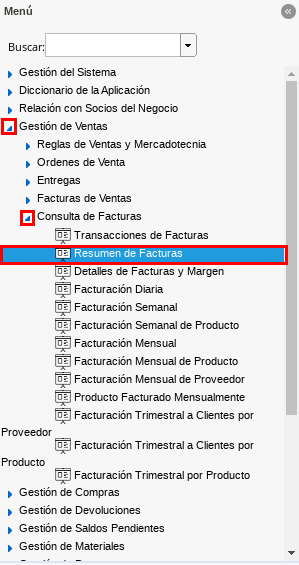 Menú
Buscar:
Gestión del Sistema
Diccionario de la Aplicación
Relación con Socios del Negocio
Gestión de Ventas
Reglas de Ventas y Mercadotecnia
Ordenes de Venta
Entregas
Facturas de Ventas
Consulta de Facturas
Transacciones de Facturas
Resumen de Facturas
Detalles de Facturas y Margen
Facturación Diaria
Facturación Semanal
Facturación Semanal de Producto
Facturación Mensual
Facturación Mensual de Producto
Facturación Mensual de Proveedor
Producto Facturado Mensualmente
Facturación Trimestral a Clientes por
Proveedor
Facturación Trimestral a Clientes por
Producto
Facturación Trimestral por Producto
Gestión de Compras
Gestión de Devoluciones
Gestión de Saldos Pendientes
Gestión de Materiales